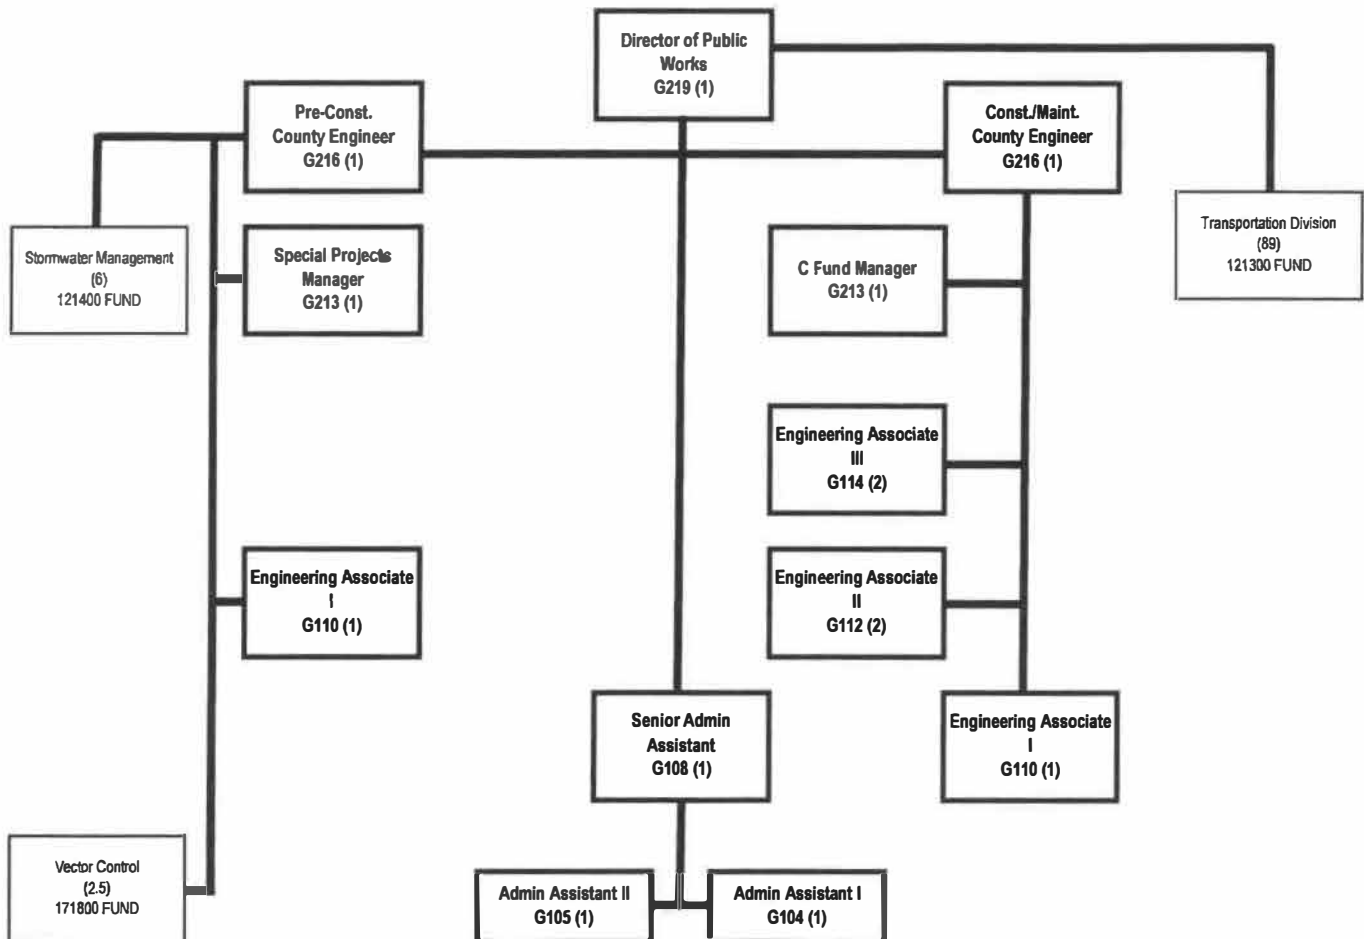 Director of Public
Works
G219 (1)
Pre-Const.
County Engineer
G216 (1)
Const./Maint.
County Engineer
G216 (1)
Stormwater Management
(6)
121400 FUND
Special Projects
Manager
G213 (1)
C Fund Manager
G213 (1)
Transportation Division
(89)
121300 FUND
Engineering Associate
III
G114 (2)
Engineering Associate
I
G110 (1)
Engineering Associate
II
G112 (2)
Senior Admin
Assistant
G108 (1)
Engineering Associate
I
G110 (1)
Vector Control
(2.5)
171800 FUND
Admin Assistant II
G105 (1)
Admin Assistant I
G104 (1)